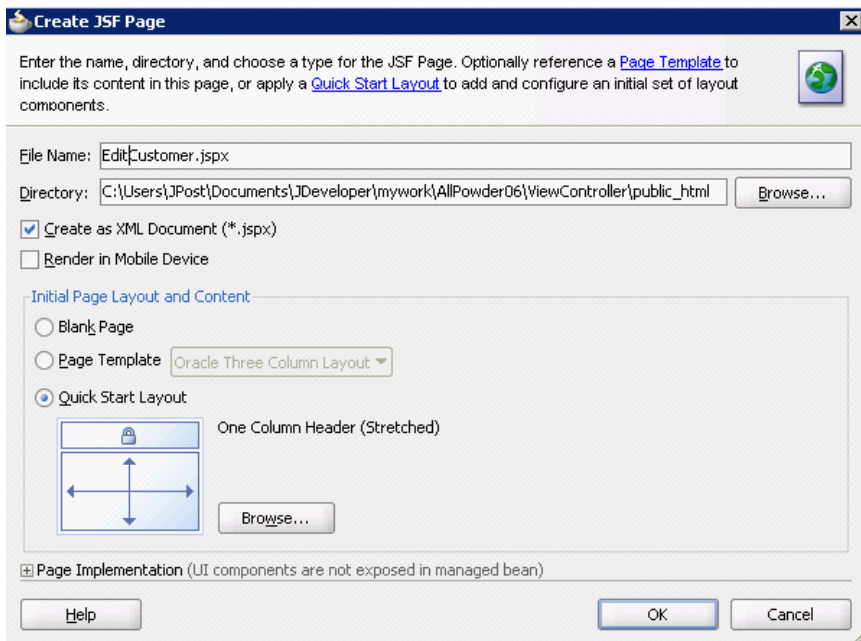 Create JSF Page
Enter the name, directory, and choose a type for the JSF Page. Optionally reference a Page Template to
include its content in this page, or apply a Quick Start Layout to add and configure an initial set of layout
components.
File Name: EditCustomer.jspx
Directory: C:\Users\JPost\Documents\JDeveloper\mywork\AllPowder06\ViewController\public_html Browse...
Create as XML Document (*.jspx)
Render in Mobile Device
Initial Page Layout and Content
Blank Page
Page Template Oracle Three Column Layout
Quick Start Layout
One Column Header (Stretched)
Browse...
Page Implementation (UI components are not exposed in managed bean)
Help OK Cancel